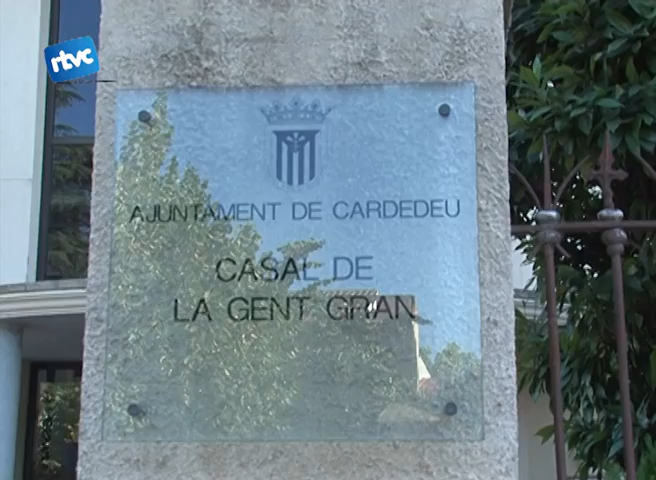 rtvc
AJUNTAMENT DE CARDEDEU
CASAL DE
LA GENT GRAN